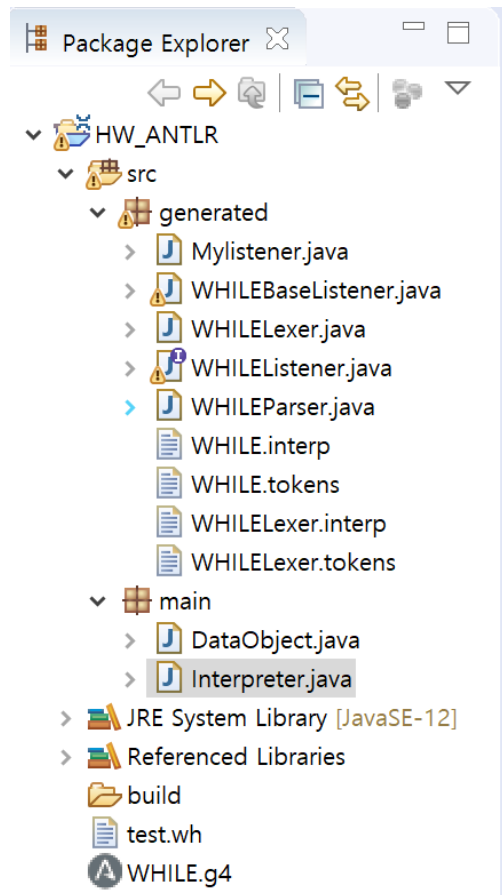 Package Explorer
HW_ANTLR
src
generated
Mylistener.java
WHILEBaseListener.java
WHILELexer.java
WHILEListener.java
WHILEParser.java
WHILE.interp
WHILE.tokens
WHILELexer.interp
WHILELexer.tokens
main
DataObject.java
Interpreter.java
JRE System Library [JavaSE-12]
Referenced Libraries
build
test.wh
WHILE.g4